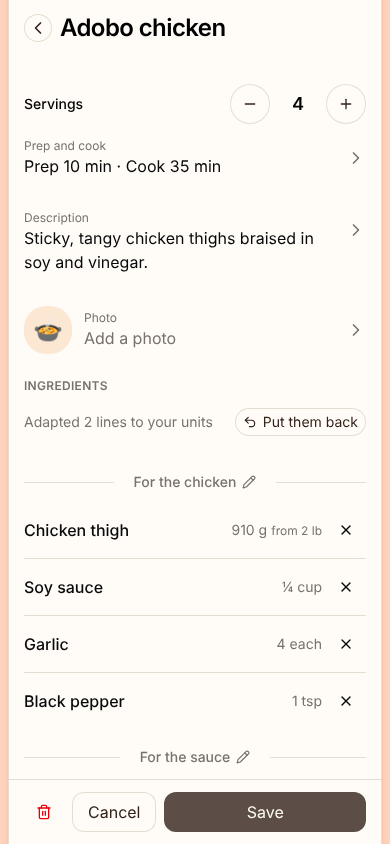 Adobo chicken
Servings
4
Prep and cook
Prep 10 min · Cook 35 min
Description
Sticky, tangy chicken thighs braised in
soy and vinegar.
Photo
Add a photo
INGREDIENTS
Adapted 2 lines to your units
Put them back
For the chicken
Chicken thigh
910 g from 2 lb
Soy sauce
¼ cup
Garlic
4 each
Black pepper
1 tsp
For the sauce
Cancel
Save